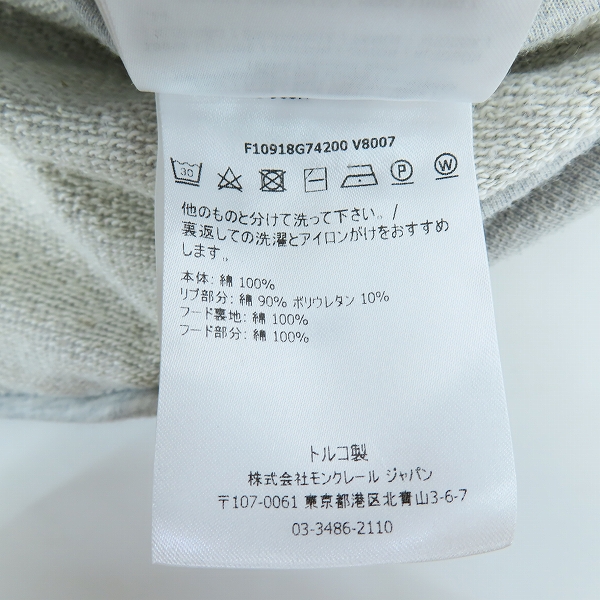 F10918G74200 V8007
30
P
W
他のものと分けて洗って下さい。/
裏返しての洗濯とアイロンがけをおすすめ
します。
本体: 綿 100%
リブ部分: 綿 90% ポリウレタン 10%
フード裏地: 綿 100%
フード部分: 綿 100%
トルコ製
株式会社モンクレール ジャパン
〒107-0061 東京都港区北青山3-6-7
03-3486-2110